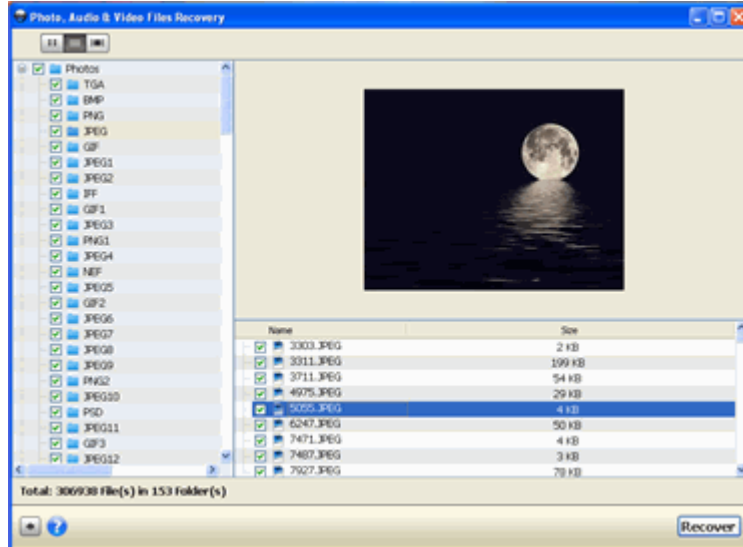 Photo, Audio & Video Files Recovery
Photos
TGA
BMP
PNG
JPEG
GIF
JPEG1
JPEG2
IFF
GIF1
JPEG3
PNG1
JPEG4
NEF
JPEG5
GIF2
JPEG6
JPEG7
JPEG8
JPEG9
PNG2
JPEG10
PSD
JPEG11
GIF3
JPEG12
Name Size
3303.JPEG 2 KB
3311.JPEG 199 KB
3711.JPEG 54 KB
4975.JPEG 29 KB
5055.JPEG 4 KB
6247.JPEG 50 KB
7471.JPEG 4 KB
7487.JPEG 3 KB
7927.JPEG 78 KB
Total: 306938 File(s) in 153 Folder(s)
Recover